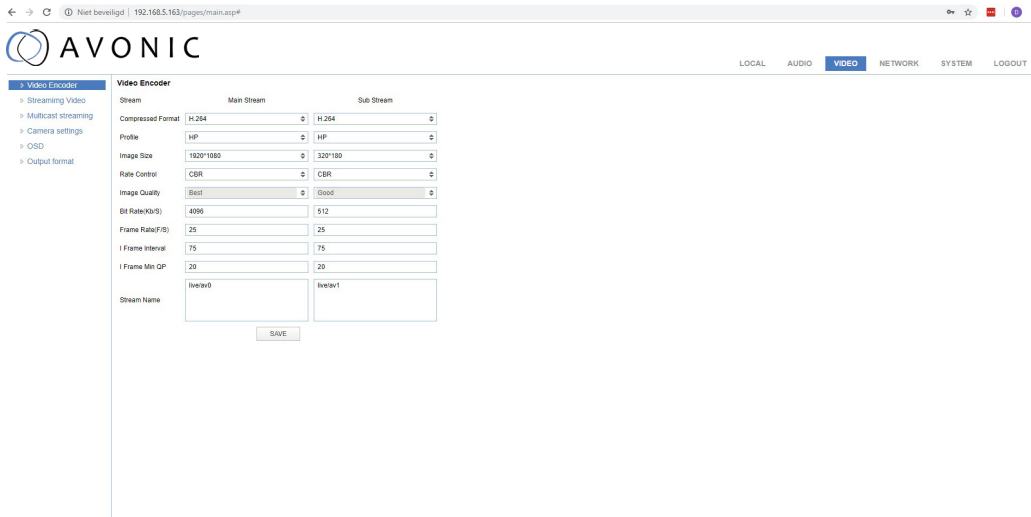 Niet beveiligd | 192.168.5.163/pages/main.asp#
D
AVONIC
LOCAL AUDIO VIDEO NETWORK SYSTEM LOGOUT
Video Encoder
Streamimg Video
Multicast streaming
Camera settings
OSD
Output format
Video Encoder
Stream Main Stream Sub Stream
Compressed Format H.264 H.264
Profile HP HP
Image Size 1920*1080 320*180
Rate Control CBR CBR
Image Quality Best Good
Bit Rate(Kb/S) 4096 512
Frame Rate(F/S) 25 25
I Frame Interval 75 75
I Frame Min QP 20 20
Stream Name live/av0 live/av1
SAVE